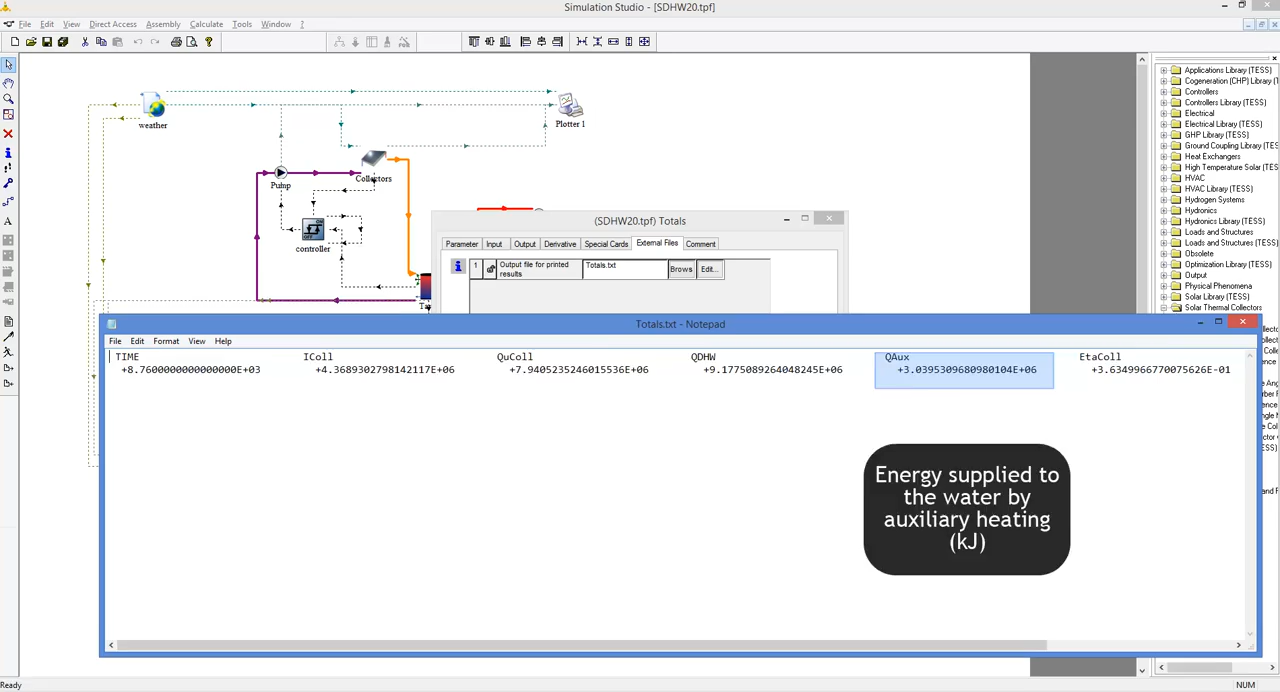 Simulation Studio - [SDHW20.tpf]
File Edit View Direct Access Assembly Calculate Tools Window ?
weather
Plotter 1
Pump
Collectors
controller
(SDHW20.tpf) Totals
Parameter Input Output Derivative Special Cards External Files Comment
1 Output file for printed results Totals.txt Brows Edit...
Totals.txt - Notepad
File Edit Format View Help
TIME IColl QuColl QDHW QAux EtaColl
+8.7600000000000000E+03 +4.3689302798142117E+06 +7.9405235246015536E+06 +9.1775089264048245E+06 +3.0395309680980104E+06 +3.6349966770075626E-01
Energy supplied to
the water by
auxiliary heating
(kJ)
Applications Library (TESS)
Cogeneration (CHP) Library (T
Controllers
Controllers Library (TESS)
Electrical
Electrical Library (TESS)
GHP Library (TESS)
Ground Coupling Library (TES
Heat Exchangers
High Temperature Solar (TES
HVAC
HVAC Library (TESS)
Hydrogen Systems
Hydronics
Hydronics Library (TESS)
Loads and Structures
Loads and Structures (TESS)
Obsolete
Optimization Library (TESS)
Output
Physical Phenomena
Solar Library (TESS)
Solar Thermal Collectors
Ready
NUM